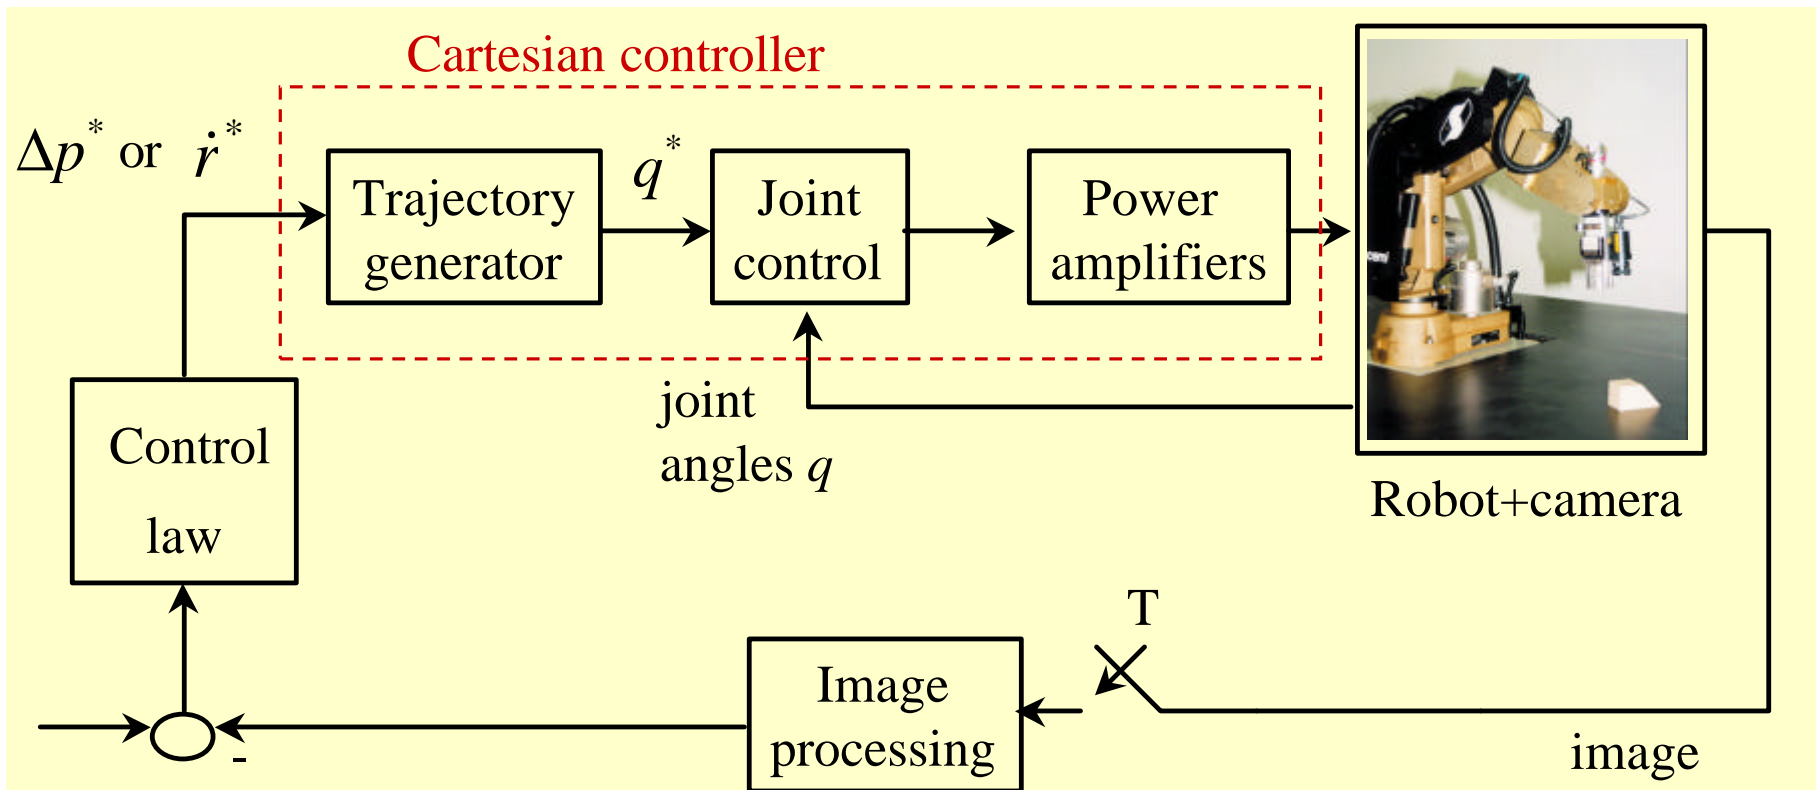 Cartesian controller
Δp* or ṙ*
Trajectory
generator
q*
Joint
control
Power
amplifiers
joint
angles q
Control
law
Robot+camera
T
Image
processing
-
image